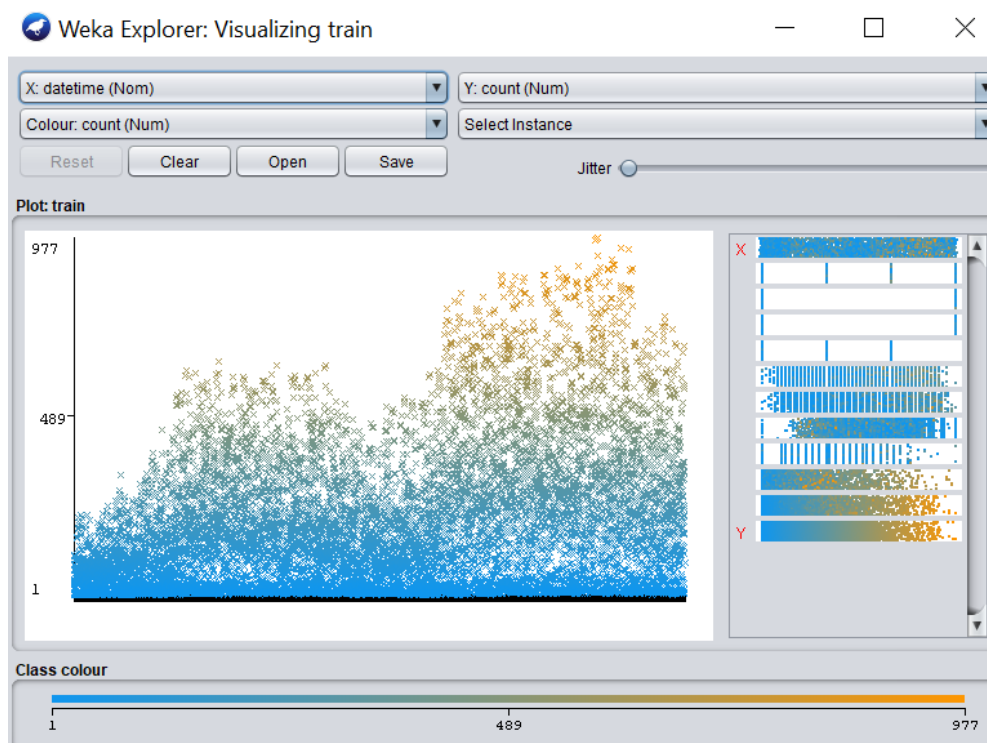 Weka Explorer: Visualizing train
X: datetime (Nom) Y: count (Num)
Colour: count (Num) Select Instance
Reset Clear Open Save Jitter
Plot: train
977
489
1
X
Y
Class colour
1 489 977